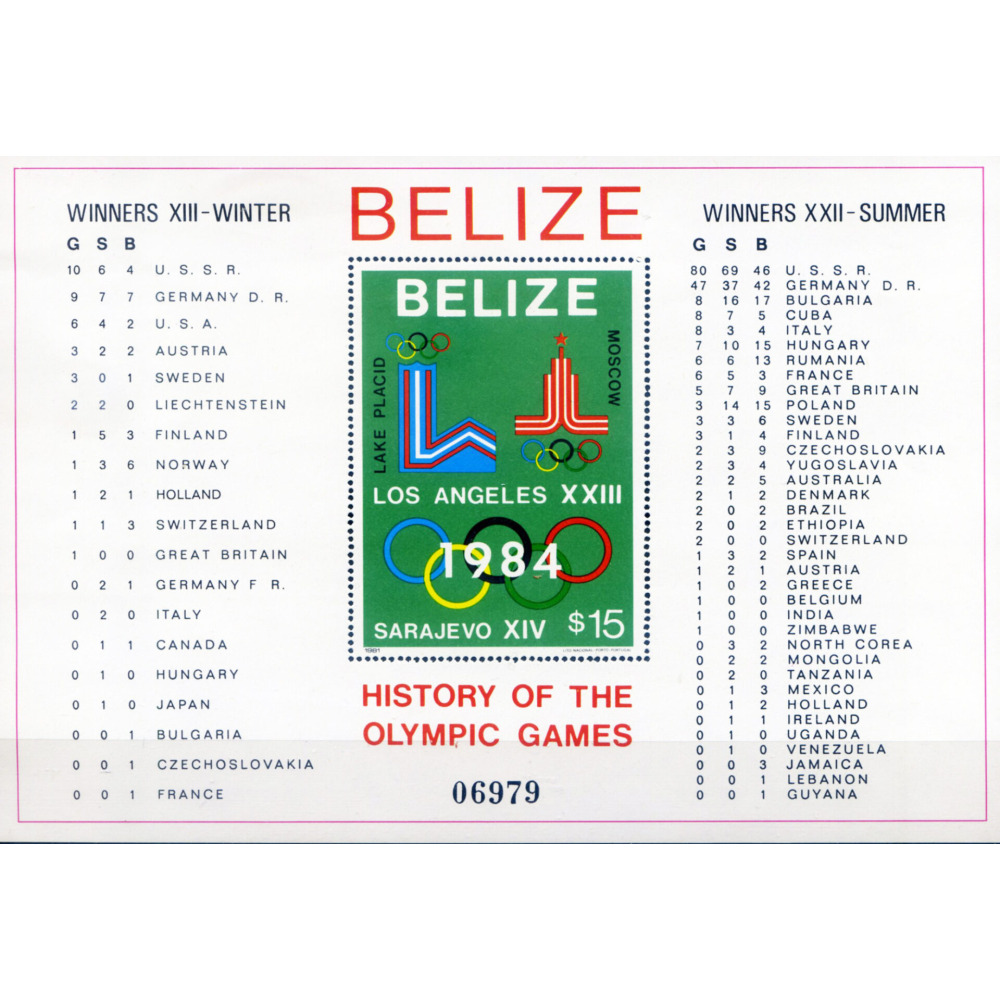 BELIZE
WINNERS XIII-WINTER
G S B
10 6 4 U. S. S. R.
9 7 7 GERMANY D. R.
6 4 2 U. S. A.
3 2 2 AUSTRIA
3 0 1 SWEDEN
2 2 0 LIECHTENSTEIN
1 5 3 FINLAND
1 3 6 NORWAY
1 2 1 HOLLAND
1 1 3 SWITZERLAND
1 0 0 GREAT BRITAIN
0 2 1 GERMANY F R.
0 2 0 ITALY
0 1 1 CANADA
0 1 0 HUNGARY
0 1 0 JAPAN
0 0 1 BULGARIA
0 0 1 CZECHOSLOVAKIA
0 0 1 FRANCE
BELIZE
LAKE PLACID
MOSCOW
LOS ANGELES XXIII
1984
SARAJEVO XIV $15
1981 LITO NACIONAL PORTO PORTUGAL
HISTORY OF THE
OLYMPIC GAMES
06979
WINNERS XXII-SUMMER
G S B
80 69 46 U. S. S. R.
47 37 42 GERMANY D. R.
8 16 17 BULGARIA
8 7 5 CUBA
8 3 4 ITALY
7 10 15 HUNGARY
6 6 13 RUMANIA
6 5 3 FRANCE
5 7 9 GREAT BRITAIN
3 14 15 POLAND
3 3 6 SWEDEN
3 1 4 FINLAND
2 3 9 CZECHOSLOVAKIA
2 3 4 YUGOSLAVIA
2 2 5 AUSTRALIA
2 1 2 DENMARK
2 0 2 BRAZIL
2 0 2 ETHIOPIA
2 0 0 SWITZERLAND
1 3 2 SPAIN
1 2 1 AUSTRIA
1 0 2 GREECE
1 0 0 BELGIUM
1 0 0 INDIA
1 0 0 ZIMBABWE
0 3 2 NORTH COREA
0 2 2 MONGOLIA
0 2 0 TANZANIA
0 1 3 MEXICO
0 1 2 HOLLAND
0 1 1 IRELAND
0 1 0 UGANDA
0 1 0 VENEZUELA
0 0 3 JAMAICA
0 0 1 LEBANON
0 0 1 GUYANA